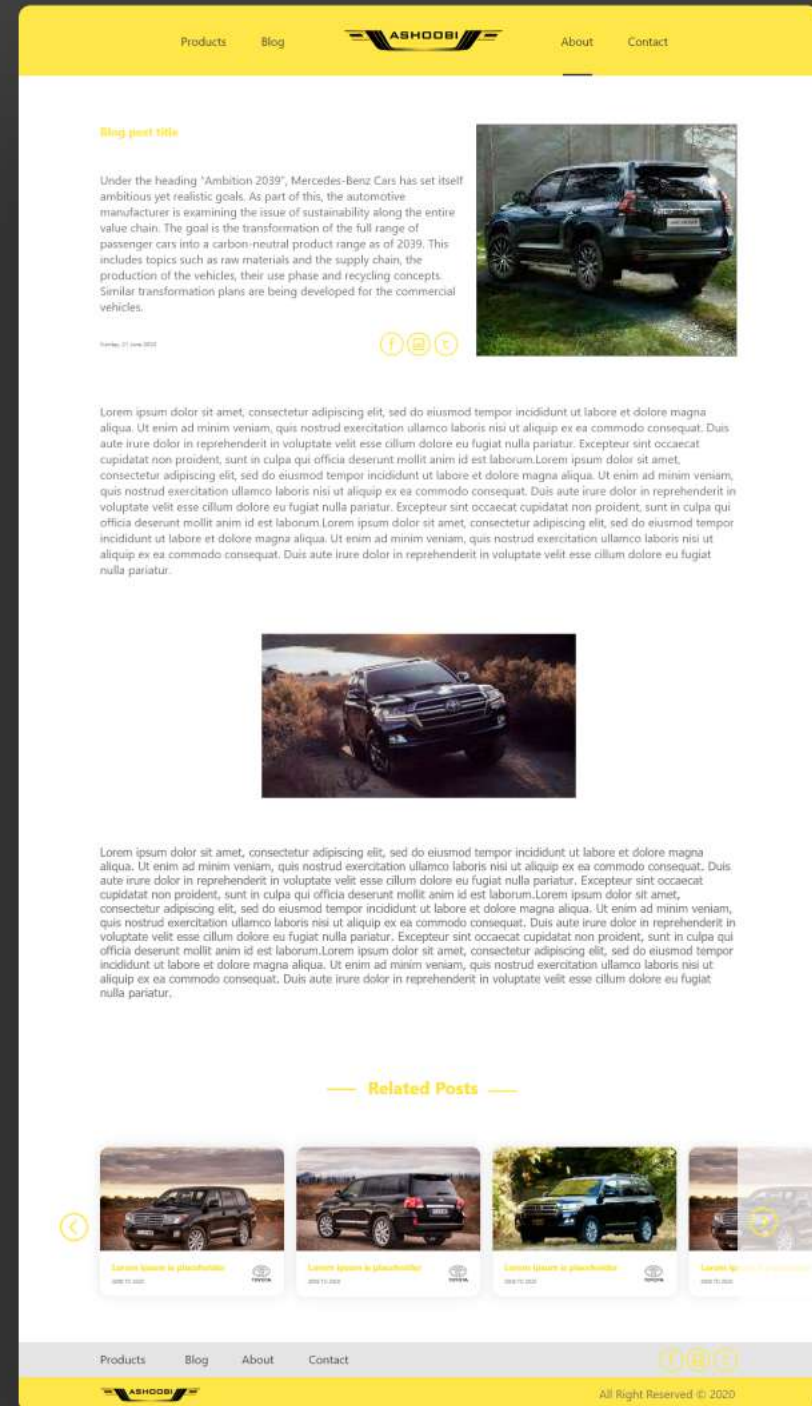 Products
Blog
ASHOOBI
About
Contact
Blog post title
Under the heading "Ambition 2039", Mercedes-Benz Cars has set itself
ambitious yet realistic goals. As part of this, the automotive
manufacturer is examining the issue of sustainability along the entire
value chain. The goal is the transformation of the full range of
passenger cars into a carbon-neutral product range as of 2039. This
includes topics such as raw materials and the supply chain, the
production of the vehicles, their use phase and recycling concepts.
Similar transformation plans are being developed for the commercial
vehicles.
Sunday, 21 June 2020
Lorem ipsum dolor sit amet, consectetur adipiscing elit, sed do eiusmod tempor incididunt ut labore et dolore magna
aliqua. Ut enim ad minim veniam, quis nostrud exercitation ullamco laboris nisi ut aliquip ex ea commodo consequat. Duis
aute irure dolor in reprehenderit in voluptate velit esse cillum dolore eu fugiat nulla pariatur. Excepteur sint occaecat
cupidatat non proident, sunt in culpa qui officia deserunt mollit anim id est laborum.Lorem ipsum dolor sit amet,
consectetur adipiscing elit, sed do eiusmod tempor incididunt ut labore et dolore magna aliqua. Ut enim ad minim veniam,
quis nostrud exercitation ullamco laboris nisi ut aliquip ex ea commodo consequat. Duis aute irure dolor in reprehenderit in
voluptate velit esse cillum dolore eu fugiat nulla pariatur. Excepteur sint occaecat cupidatat non proident, sunt in culpa qui
officia deserunt mollit anim id est laborum.Lorem ipsum dolor sit amet, consectetur adipiscing elit, sed do eiusmod tempor
incididunt ut labore et dolore magna aliqua. Ut enim ad minim veniam, quis nostrud exercitation ullamco laboris nisi ut
aliquip ex ea commodo consequat. Duis aute irure dolor in reprehenderit in voluptate velit esse cillum dolore eu fugiat
nulla pariatur.
Lorem ipsum dolor sit amet, consectetur adipiscing elit, sed do eiusmod tempor incididunt ut labore et dolore magna
aliqua. Ut enim ad minim veniam, quis nostrud exercitation ullamco laboris nisi ut aliquip ex ea commodo consequat. Duis
aute irure dolor in reprehenderit in voluptate velit esse cillum dolore eu fugiat nulla pariatur. Excepteur sint occaecat
cupidatat non proident, sunt in culpa qui officia deserunt mollit anim id est laborum.Lorem ipsum dolor sit amet,
consectetur adipiscing elit, sed do eiusmod tempor incididunt ut labore et dolore magna aliqua. Ut enim ad minim veniam,
quis nostrud exercitation ullamco laboris nisi ut aliquip ex ea commodo consequat. Duis aute irure dolor in reprehenderit in
voluptate velit esse cillum dolore eu fugiat nulla pariatur. Excepteur sint occaecat cupidatat non proident, sunt in culpa qui
officia deserunt mollit anim id est laborum.Lorem ipsum dolor sit amet, consectetur adipiscing elit, sed do eiusmod tempor
incididunt ut labore et dolore magna aliqua. Ut enim ad minim veniam, quis nostrud exercitation ullamco laboris nisi ut
aliquip ex ea commodo consequat. Duis aute irure dolor in reprehenderit in voluptate velit esse cillum dolore eu fugiat
nulla pariatur.
Related Posts
Lorem ipsum is placeholder
TOYOTA
Lorem ipsum is placeholder
TOYOTA
Lorem ipsum is placeholder
TOYOTA
Products
Blog
About
Contact
ASHOOBI
All Right Reserved © 2020